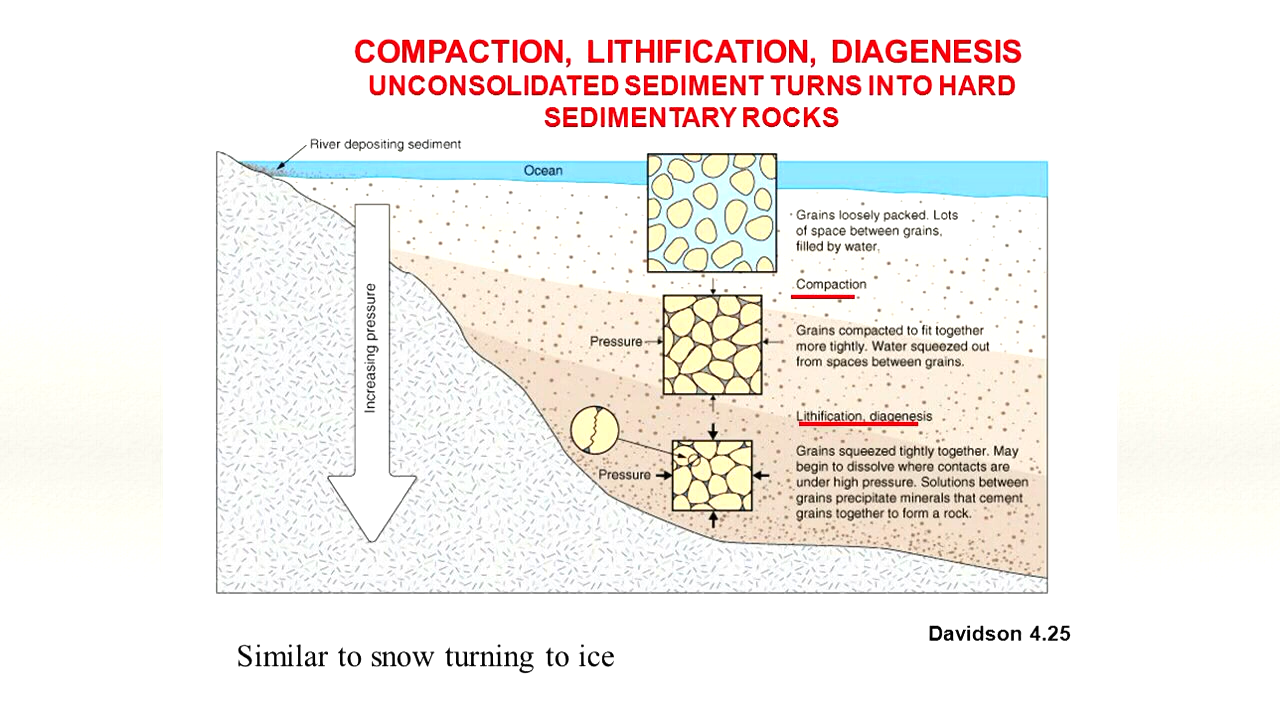 COMPACTION, LITHIFICATION, DIAGENESIS
UNCONSOLIDATED SEDIMENT TURNS INTO HARD
SEDIMENTARY ROCKS
River depositing sediment
Ocean
Grains loosely packed. Lots
of space between grains,
filled by water.
Compaction
Increasing pressure
Pressure
Grains compacted to fit together
more tightly. Water squeezed out
from spaces between grains.
Lithification, diagenesis
Pressure
Grains squeezed tightly together. May
begin to dissolve where contacts are
under high pressure. Solutions between
grains precipitate minerals that cement
grains together to form a rock.
Davidson 4.25
Similar to snow turning to ice